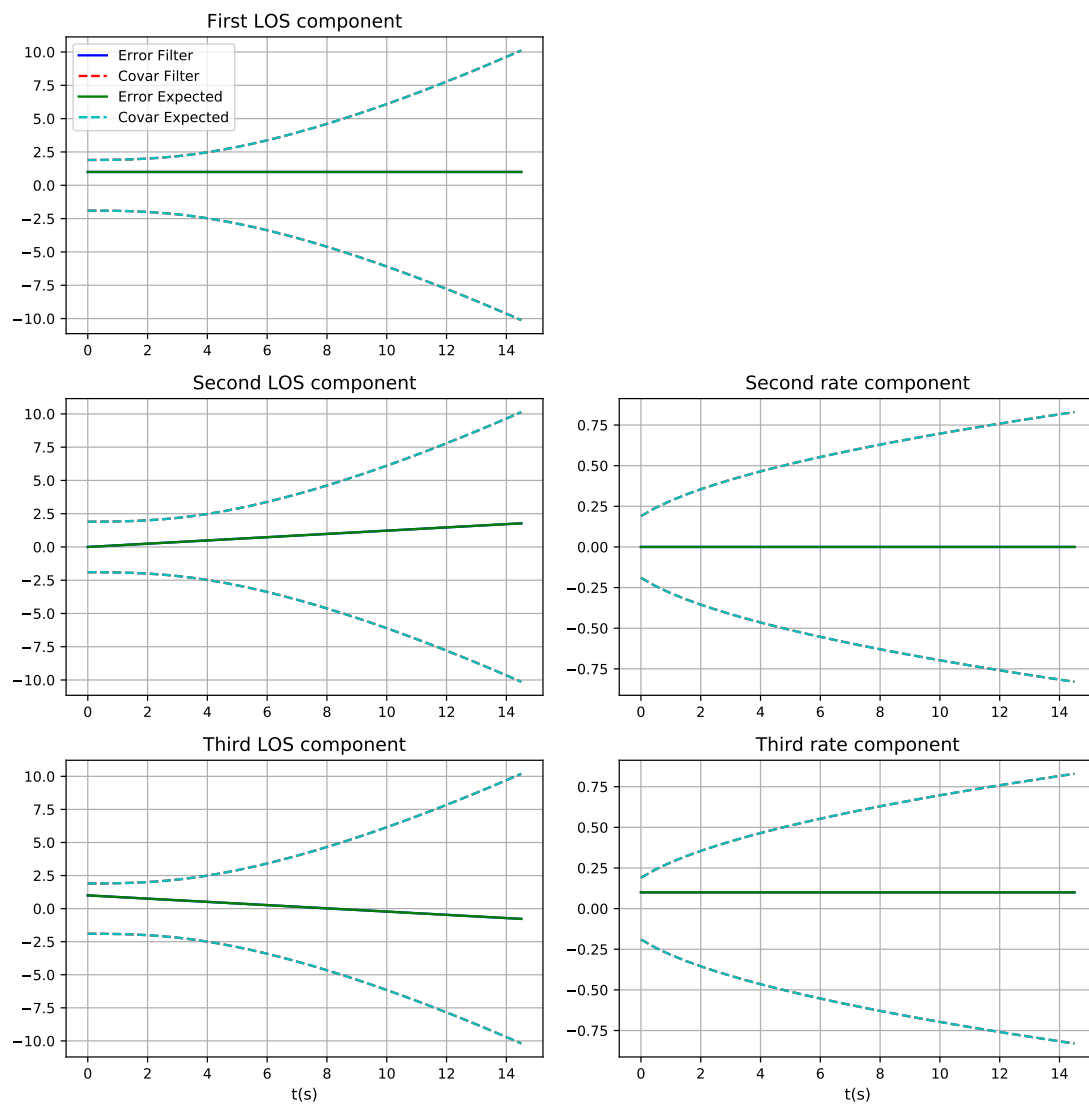 First LOS component
10.0
7.5
5.0
2.5
0.0
−2.5
−5.0
−7.5
−10.0
Error Filter
Covar Filter
Error Expected
Covar Expected
0 2 4 6 8 10 12 14
Second LOS component
10.0
7.5
5.0
2.5
0.0
−2.5
−5.0
−7.5
−10.0
0 2 4 6 8 10 12 14
Second rate component
0.75
0.50
0.25
0.00
−0.25
−0.50
−0.75
0 2 4 6 8 10 12 14
Third LOS component
10.0
7.5
5.0
2.5
0.0
−2.5
−5.0
−7.5
−10.0
0 2 4 6 8 10 12 14
t(s)
Third rate component
0.75
0.50
0.25
0.00
−0.25
−0.50
−0.75
0 2 4 6 8 10 12 14
t(s)